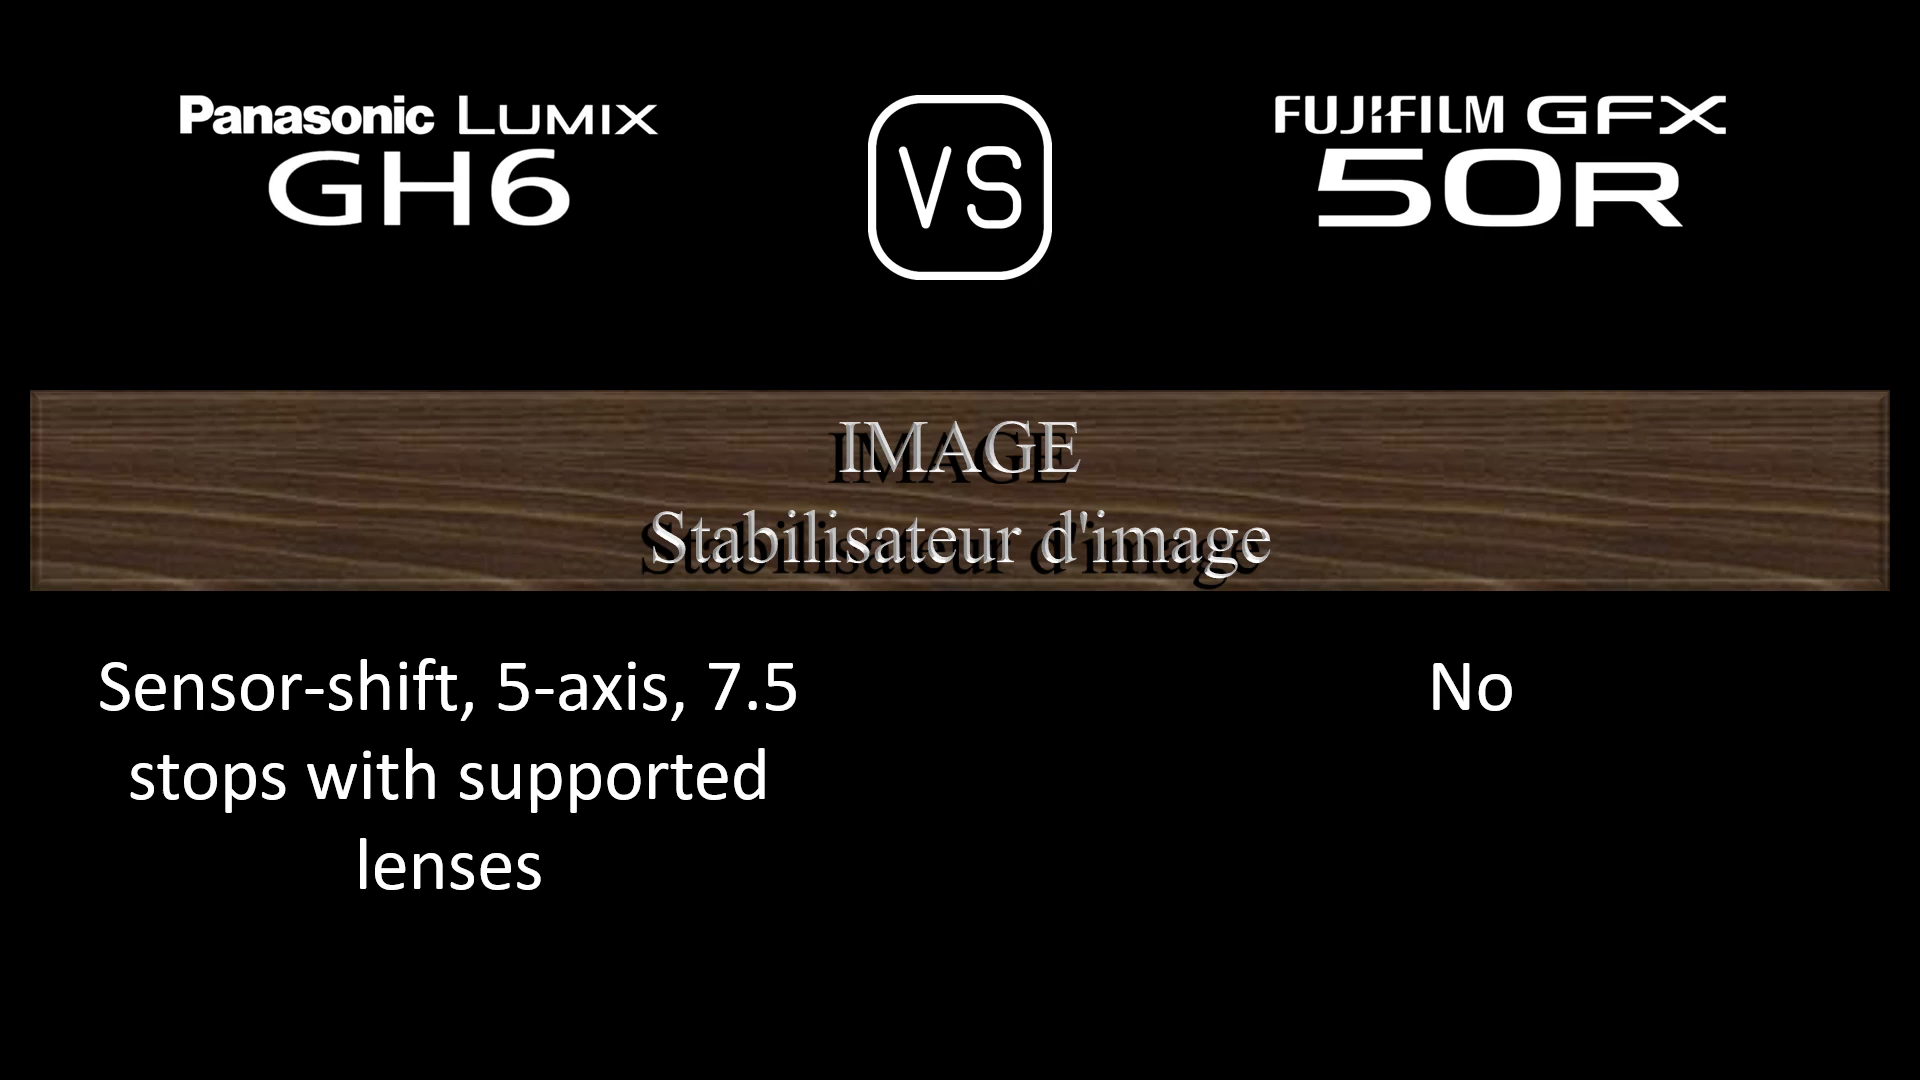 Panasonic LUMIX
GH6
VS
FUJIFILM GFX
50R
IMAGE
Stabilisateur d'image
Sensor-shift, 5-axis, 7.5
stops with supported
lenses
No